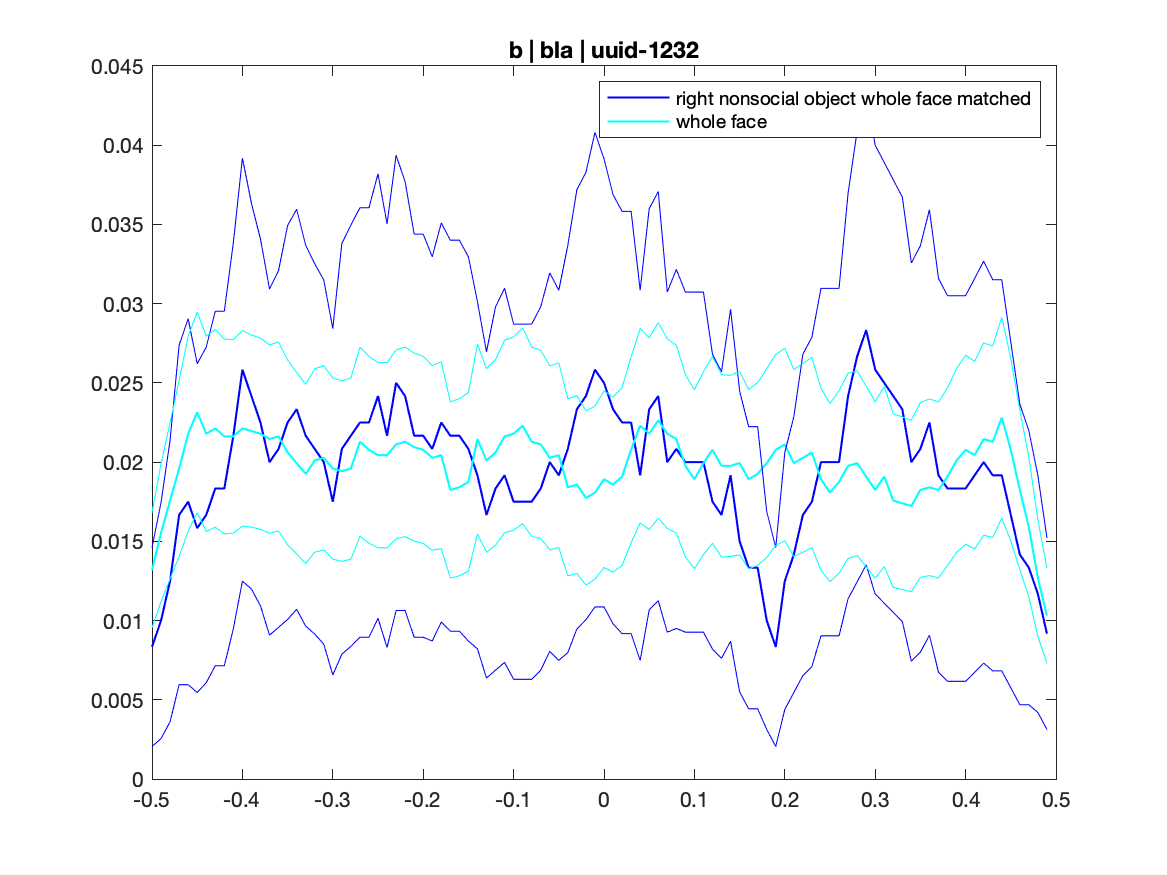 b | bla | uuid-1232
right nonsocial object whole face matched
whole face
0.045
0.04
0.035
0.03
0.025
0.02
0.015
0.01
0.005
0
-0.5 -0.4 -0.3 -0.2 -0.1 0 0.1 0.2 0.3 0.4 0.5